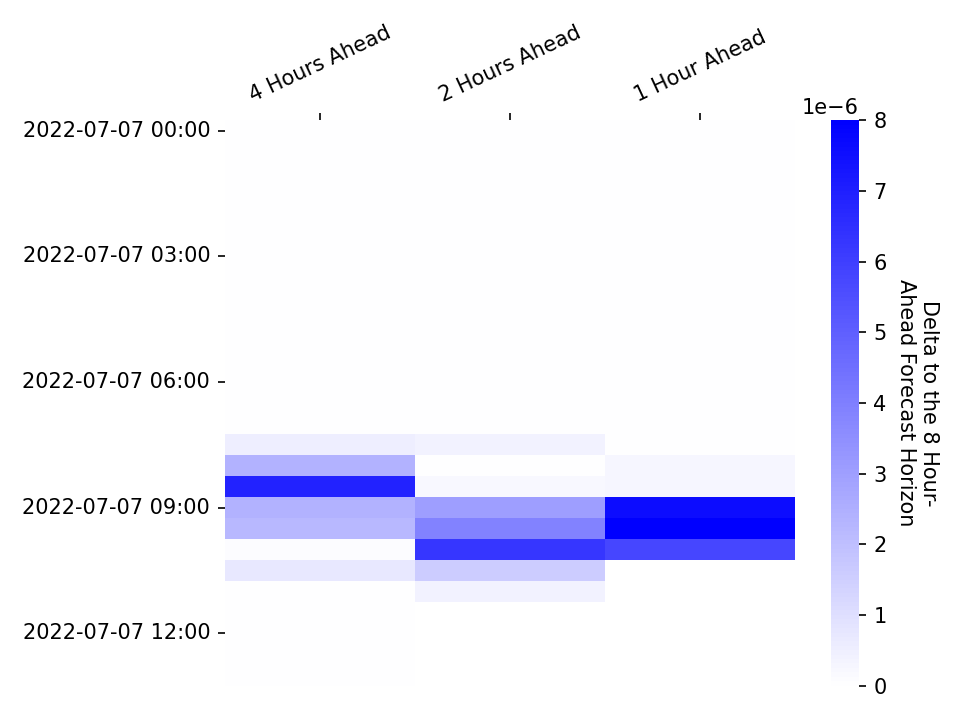 4 Hours Ahead
2 Hours Ahead
1 Hour Ahead
1e−6
2022-07-07 00:00
2022-07-07 03:00
2022-07-07 06:00
2022-07-07 09:00
2022-07-07 12:00
8
7
6
5
4
3
2
1
0
Delta to the 8 Hour-
Ahead Forecast Horizon